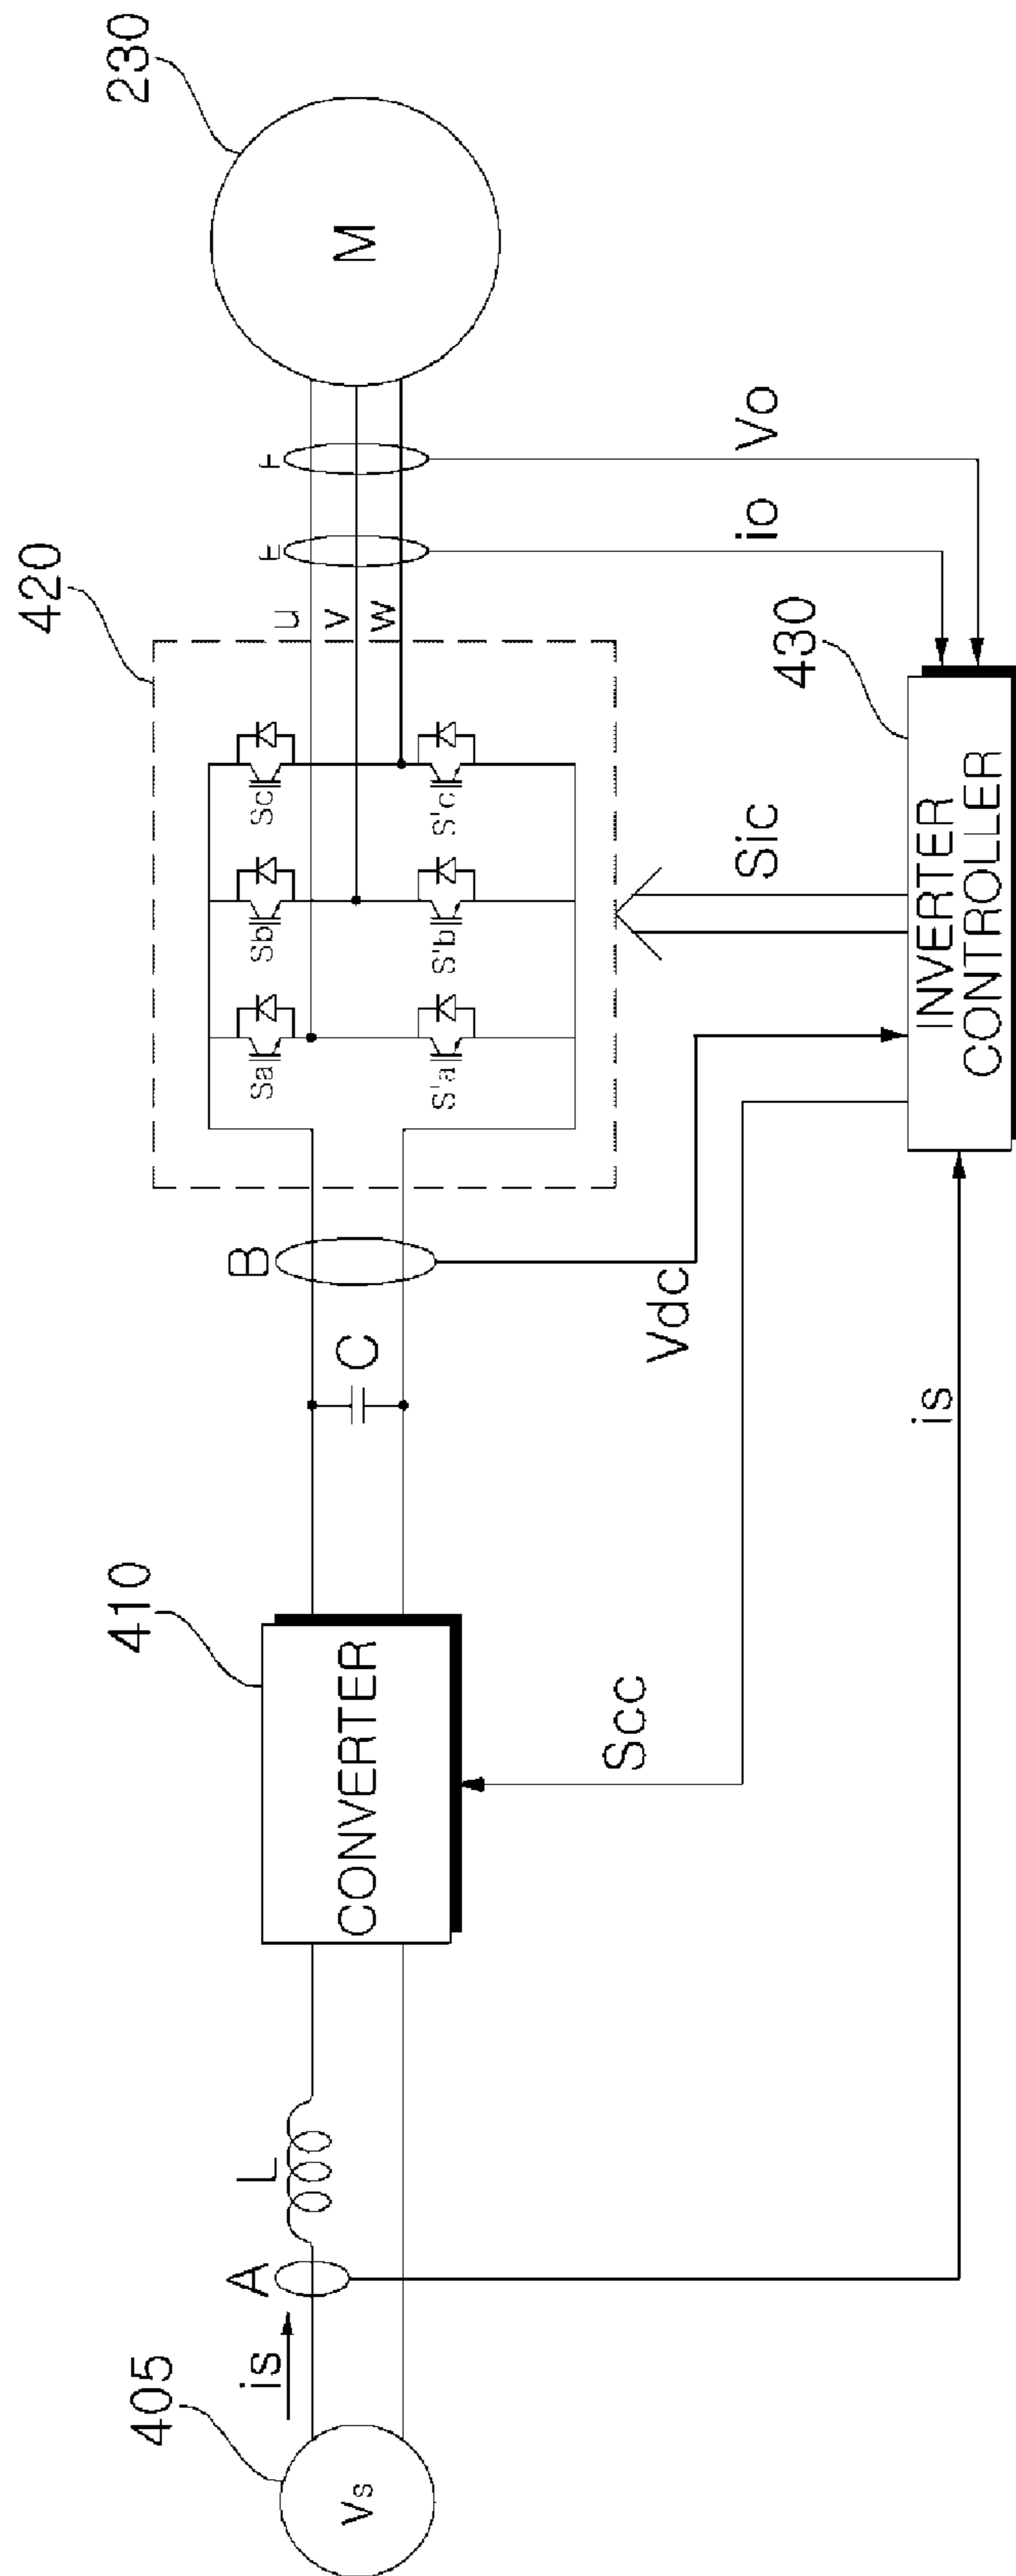 405
Vs
is
A
L
410
CONVERTER
Scc
C
B
Vdc
is
420
Sa
Sb
Sc
S'a
S'b
S'c
u
v
w
E
F
io
Vo
Sic
430
INVERTER
CONTROLLER
230
M